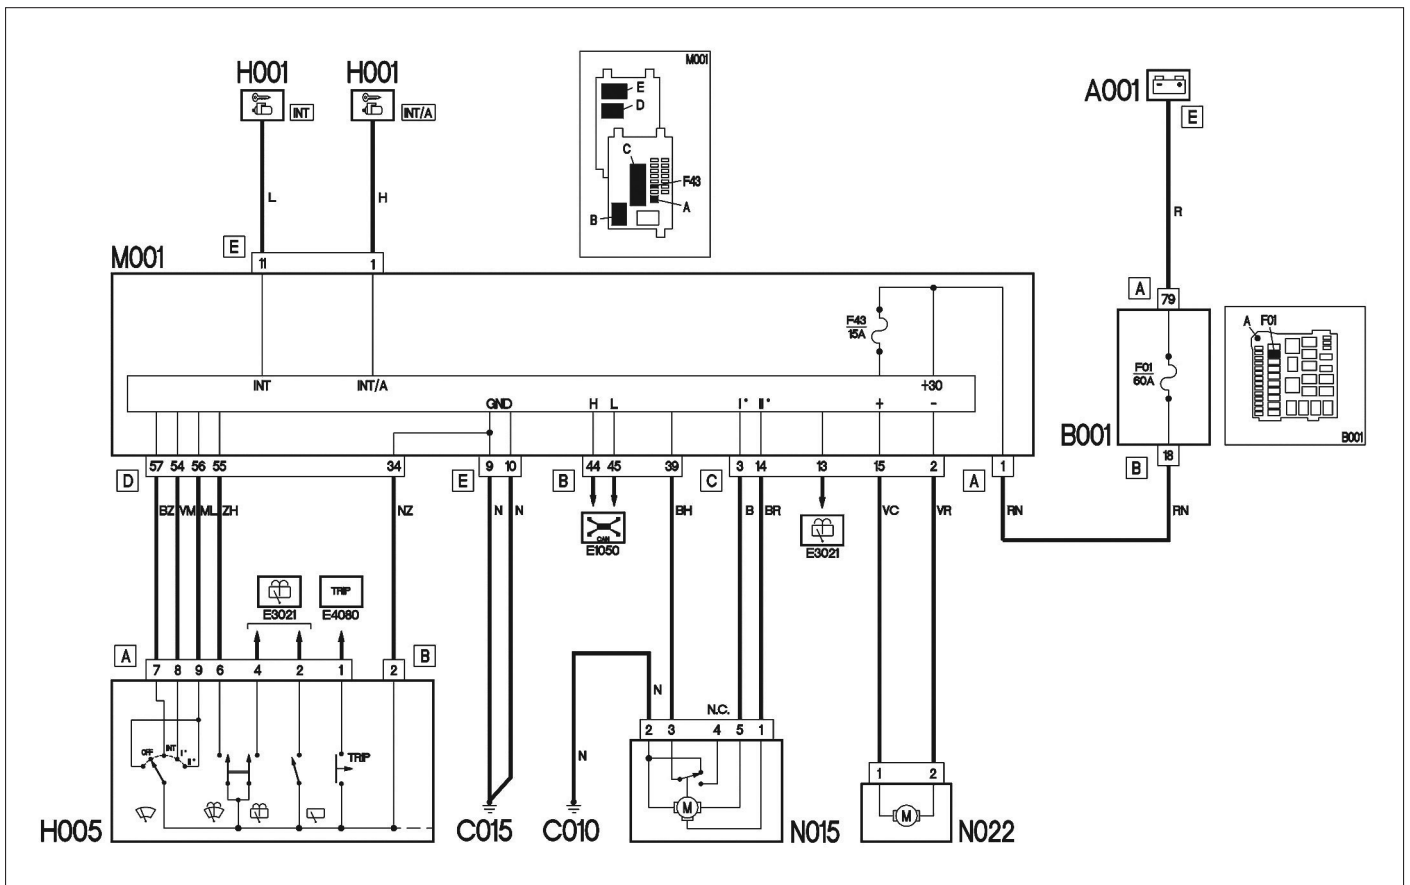 H001 H001
INT INT/A
L H
M001
E
D
C
F43
B A
A001
E
R
M001
E
11 1
A
79
F43
15A
INT INT/A +30
GND H L I° II° + -
F01
60A
B001
A F01
B001
D 57 54 56 55 34 E 9 10 B 44 45 39 C 3 14 13 15 2 A 1
B 18
BZ VM ML ZH NZ N N BH B BR VC VR RN RN
CAN
E1050
E3021
TRIP
E3021 E4080
A 7 8 9 6 4 2 1 2 B
N N
N.C.
2 3 4 5 1
OFF INT I° II°
TRIP
1 2
M M
H005 C015 C010 N015 N022